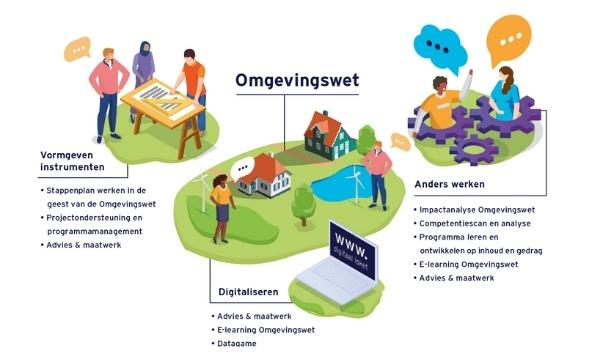 Omgevingswet
Vormgeven
instrumenten
• Stappenplan werken in de
geest van de Omgevingswet
• Projectondersteuning en
programmamanagement
• Advies & maatwerk
Anders werken
• Impactanalyse Omgevingswet
• Competentiescan en analyse
• Programma leren en
ontwikkelen op inhoud en gedrag
• E-learning Omgevingswet
• Advies & maatwerk
www.
digitaal loket
Digitaliseren
• Advies & maatwerk
• E-learning Omgevingswet
• Datagame